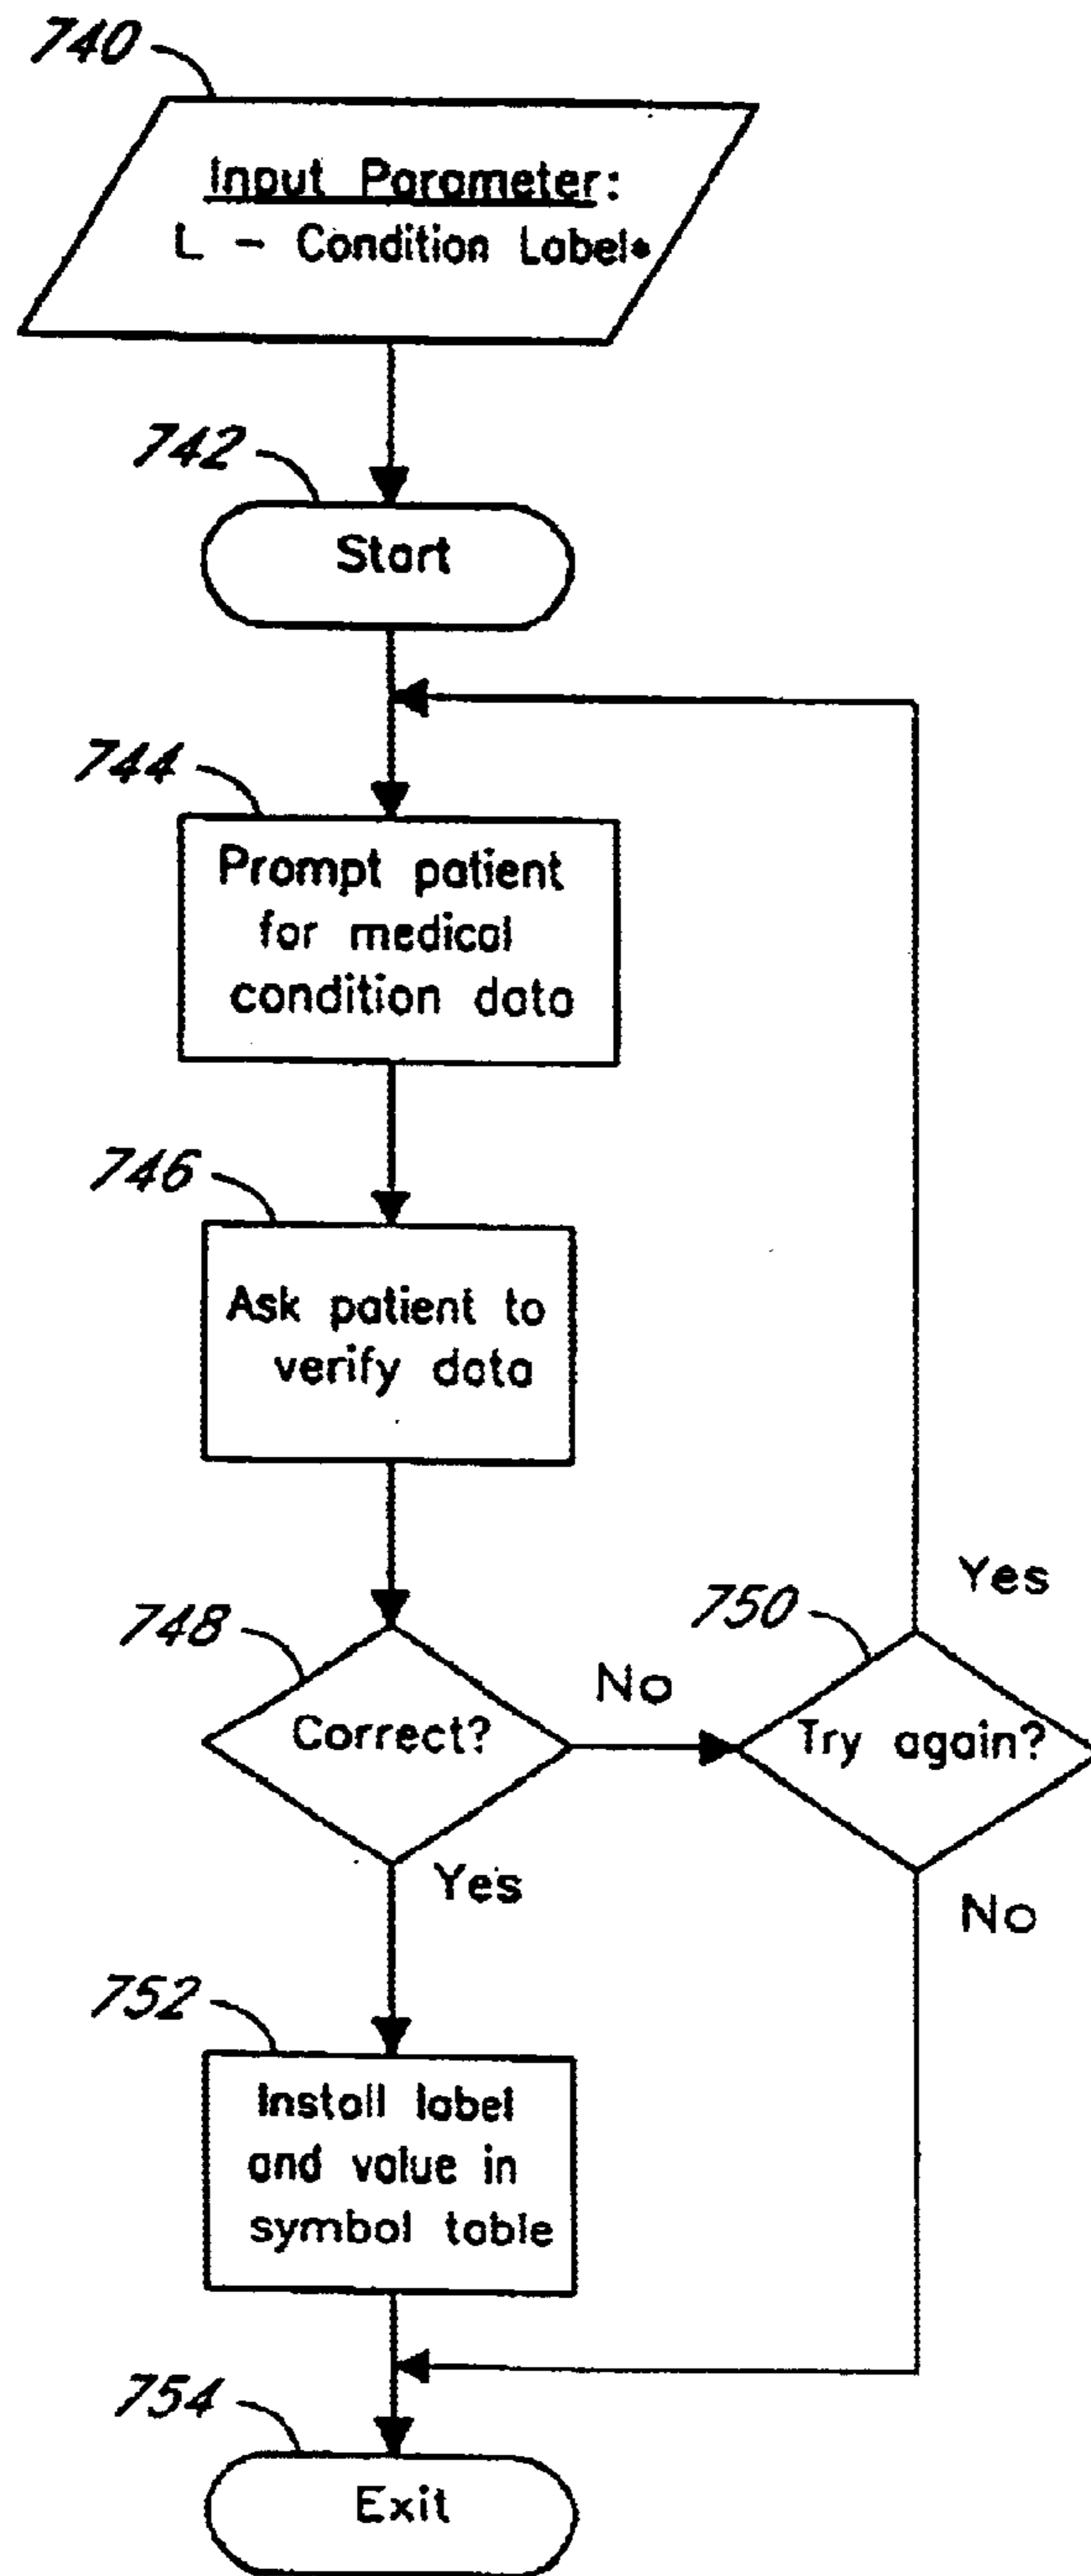 740
Input Parameter:
L - Condition Label*
742
Start
744
Prompt patient
for medical
condition data
746
Ask patient to
verify data
748
Correct?
No
750
Try again?
Yes
Yes
No
752
Install label
and value in
symbol table
754
Exit